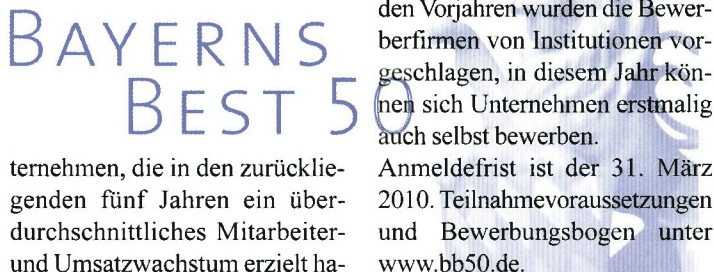 BAYERNS
BEST 50
ternehmen, die in den zurücklie-
genden fünf Jahren ein über-
durchschnittliches Mitarbeiter-
und Umsatzwachstum erzielt ha-
den Vorjahren wurden die Bewer-
berfirmen von Institutionen vor-
geschlagen, in diesem Jahr kön-
nen sich Unternehmen erstmalig
auch selbst bewerben.
Anmeldefrist ist der 31. März
2010. Teilnahmevoraussetzungen
und Bewerbungsbogen unter
www.bb50.de.